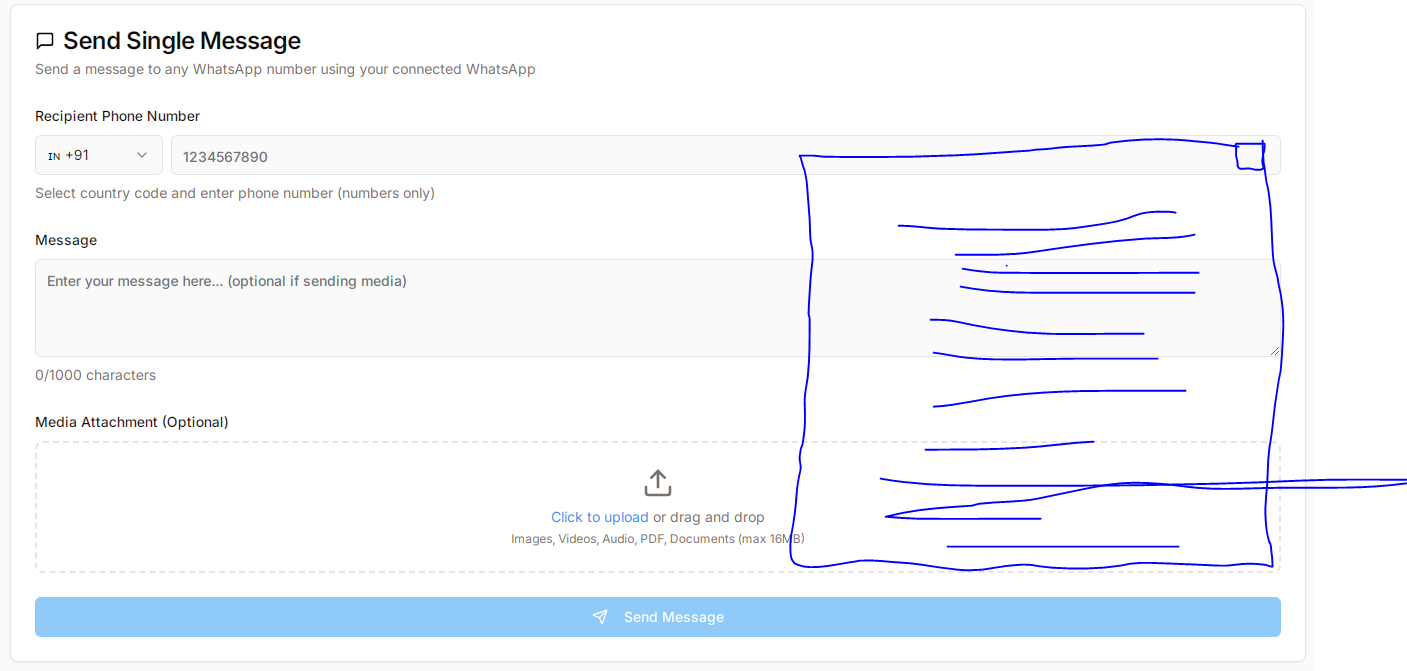 Send Single Message
Send a message to any WhatsApp number using your connected WhatsApp
Recipient Phone Number
IN +91
1234567890
Select country code and enter phone number (numbers only)
Message
Enter your message here... (optional if sending media)
0/1000 characters
Media Attachment (Optional)
Click to upload or drag and drop
Images, Videos, Audio, PDF, Documents (max 16MB)
Send Message